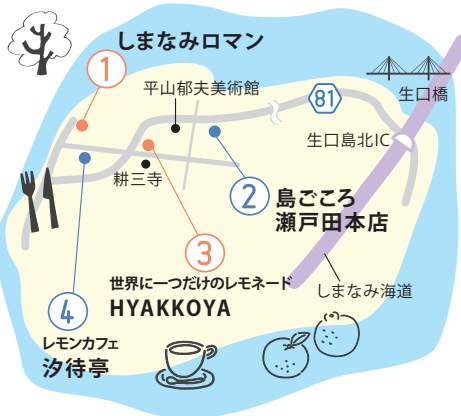 しまなみロマン
1
平山郁夫美術館
81
生口橋
生口島北IC
耕三寺
2
島ごころ
瀬戸田本店
3
世界に一つだけのレモネード
HYAKKOYA
しまなみ海道
4
レモンカフェ
汐待亭